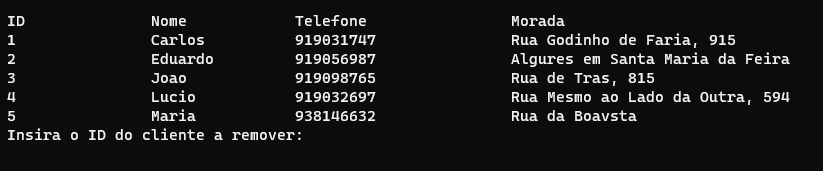 ID Nome Telefone Morada
1 Carlos 919031747 Rua Godinho de Faria, 915
2 Eduardo 919056987 Algures em Santa Maria da Feira
3 Joao 919098765 Rua de Tras, 815
4 Lucio 919032697 Rua Mesmo ao Lado da Outra, 594
5 Maria 938146632 Rua da Boavsta
Insira o ID do cliente a remover: